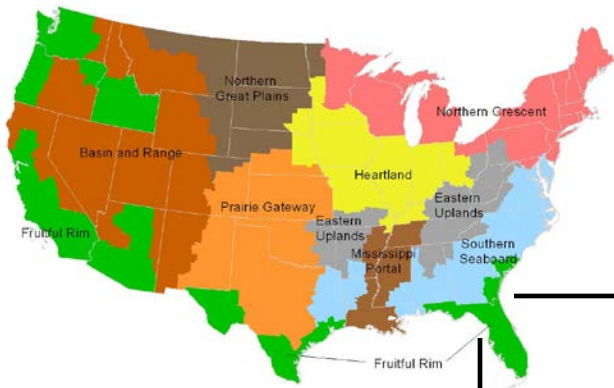 Northern
Great Plains
Northern Crescent
Basin and Range
Heartland
Prairie Gateway
Eastern
Uplands
Eastern
Uplands
Fruitful Rim
Mississippi
Portal
Southern
Seaboard
Fruitful Rim